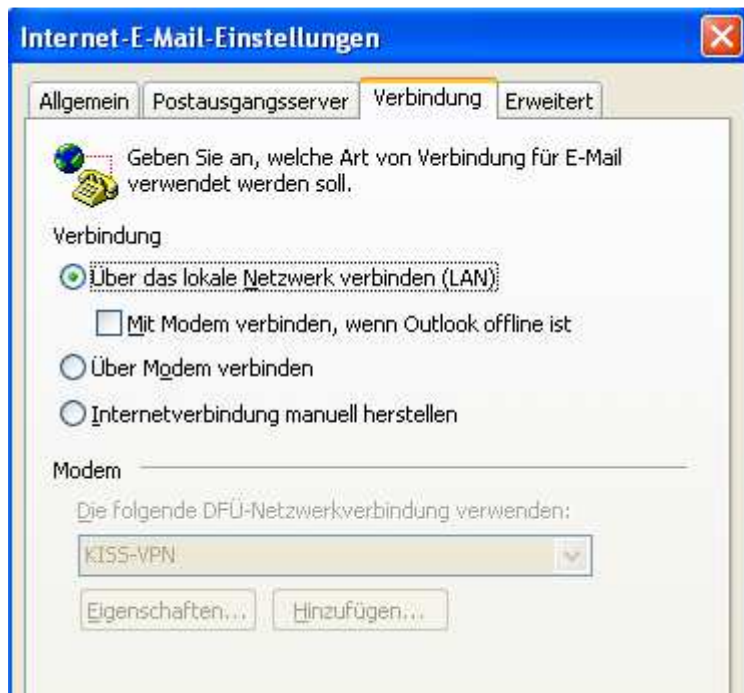 Internet-E-Mail-Einstellungen
Allgemein Postausgangsserver Verbindung Erweitert
Geben Sie an, welche Art von Verbindung für E-Mail
verwendet werden soll.
Verbindung
Über das lokale Netzwerk verbinden (LAN)
Mit Modem verbinden, wenn Outlook offline ist
Über Modem verbinden
Internetverbindung manuell herstellen
Modem
Die folgende DFÜ-Netzwerkverbindung verwenden:
KISS-VPN
Eigenschaften... Hinzufügen...